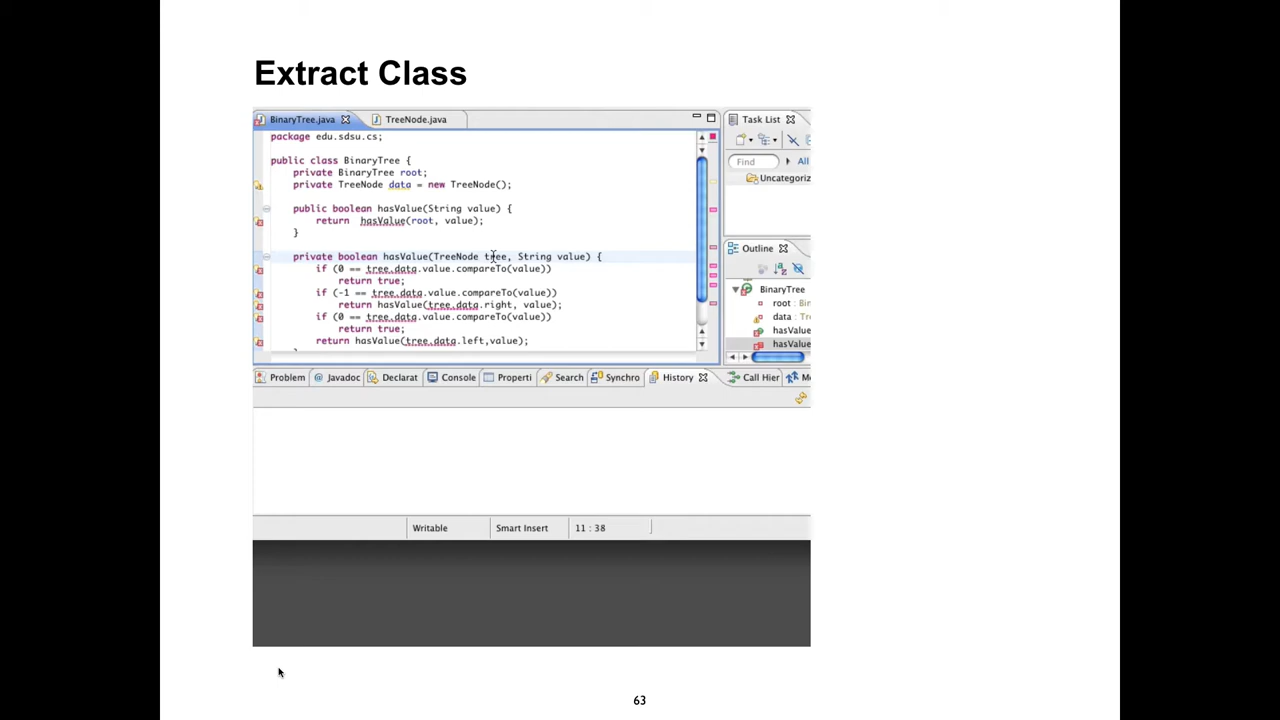 Extract Class
BinaryTree.java
TreeNode.java
package edu.sdsu.cs;
public class BinaryTree {
private BinaryTree root;
private TreeNode data = new TreeNode();
public boolean hasValue(String value) {
return  hasValue(root, value);
}
private boolean hasValue(TreeNode tree, String value) {
if (0 == tree.data.value.compareTo(value))
return true;
if (-1 == tree.data.value.compareTo(value))
return hasValue(tree.data.right, value);
if (0 == tree.data.value.compareTo(value))
return true;
return hasValue(tree.data.left,value);
Task List
Find
All
Uncategoriz
Outline
BinaryTree
root : Bir
data : Tre
hasValue
hasValue
Problem
@ Javadoc
Declarat
Console
Properti
Search
Synchro
History
Call Hier
Me
Writable
Smart Insert
11 : 38
63